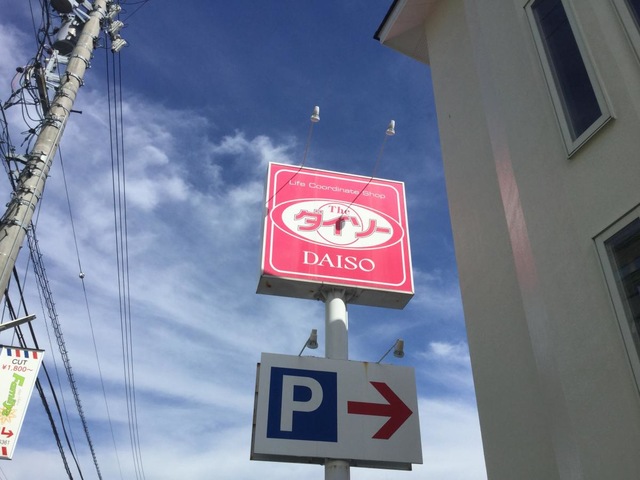 Life Coordinate Shop
The
ダイソー
DAISO
P
CUT
¥1,800~